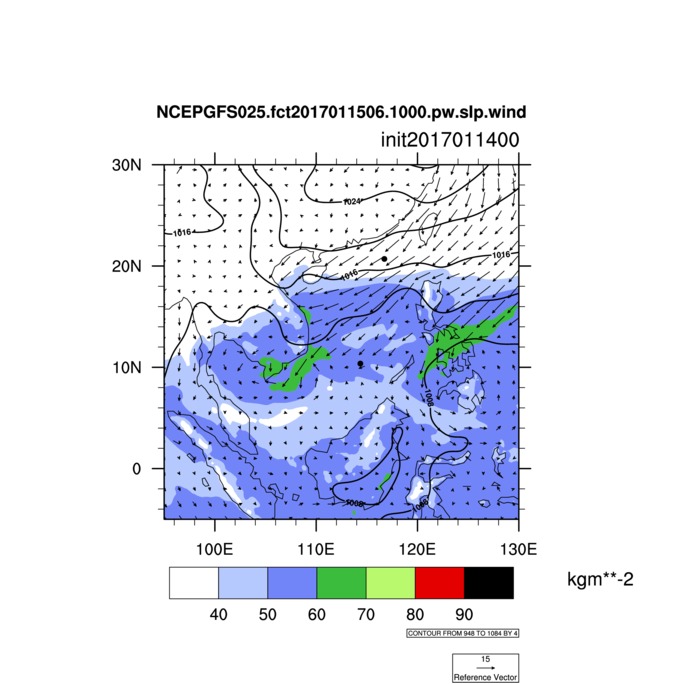 NCEPGFS025.fct2017011506.1000.pw.slp.wind
init2017011400
30N
1024
1016
1016
20N
1016
10N
1008
0
1008
1008
100E 110E 120E 130E
kgm**-2
40 50 60 70 80 90
CONTOUR FROM 948 TO 1084 BY 4
15
Reference Vector